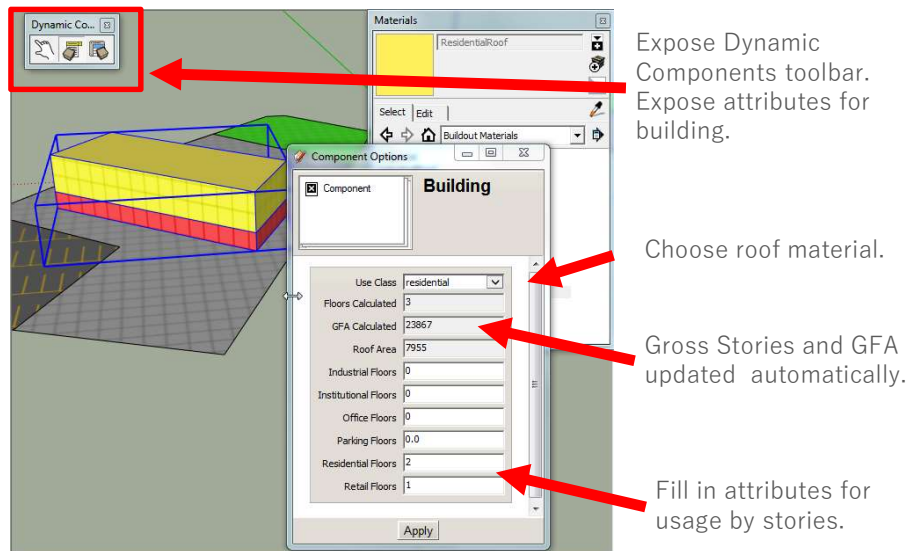 Dynamic Co...
Materials
ResidentialRoof
Select Edit
Buildout Materials
Component Options
Component
Building
Use Class residential
Floors Calculated 3
GFA Calculated 23867
Roof Area 7955
Industrial Floors 0
Institutional Floors 0
Office Floors 0
Parking Floors 0.0
Residential Floors 2
Retail Floors 1
Apply
Expose Dynamic
Components toolbar.
Expose attributes for
building.
Choose roof material.
Gross Stories and GFA
updated automatically.
Fill in attributes for
usage by stories.